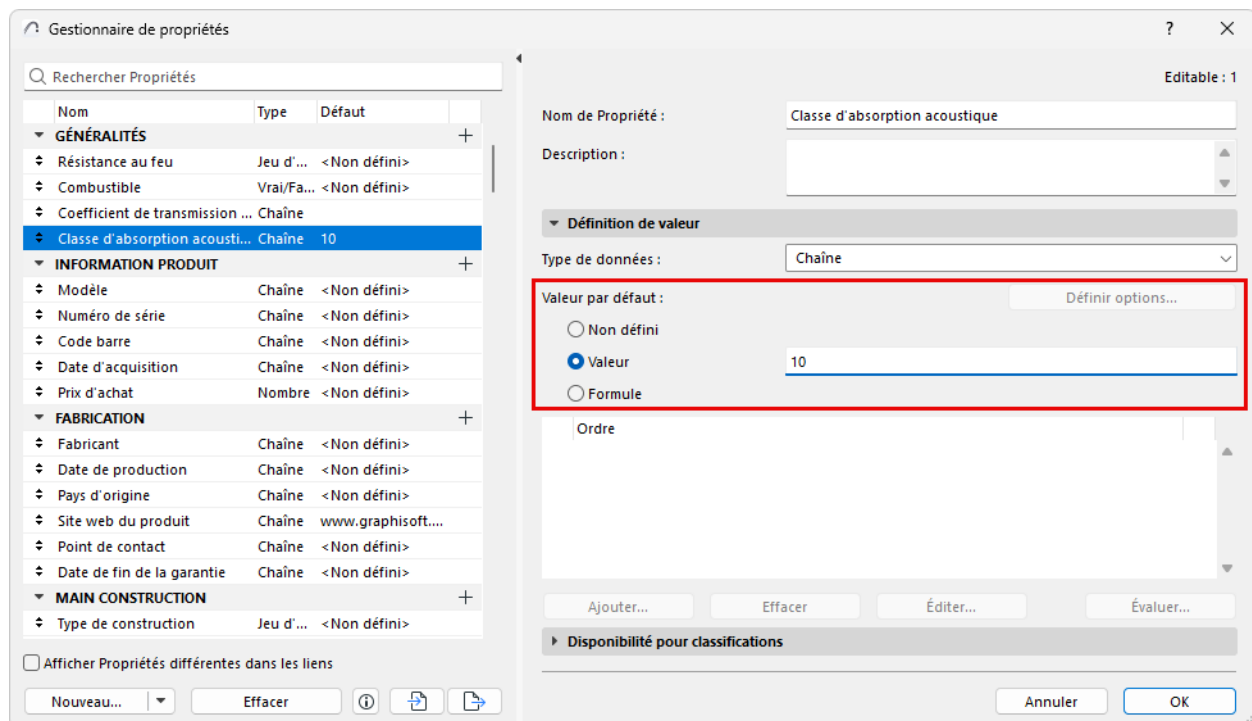 Gestionnaire de propriétés
?
Rechercher Propriétés
Nom Type Défaut
GÉNÉRALITÉS
Résistance au feu Jeu d'... <Non défini>
Combustible Vrai/Fa... <Non défini>
Coefficient de transmission ... Chaîne
Classe d'absorption acousti... Chaîne 10
INFORMATION PRODUIT
Modèle Chaîne <Non défini>
Numéro de série Chaîne <Non défini>
Code barre Chaîne <Non défini>
Date d'acquisition Chaîne <Non défini>
Prix d'achat Nombre <Non défini>
FABRICATION
Fabricant Chaîne <Non défini>
Date de production Chaîne <Non défini>
Pays d'origine Chaîne <Non défini>
Site web du produit Chaîne www.graphisoft....
Point de contact Chaîne <Non défini>
Date de fin de la garantie Chaîne <Non défini>
MAIN CONSTRUCTION
Type de construction Jeu d'... <Non défini>
Afficher Propriétés différentes dans les liens
Nouveau... Effacer
Editable : 1
Nom de Propriété : Classe d'absorption acoustique
Description :
Définition de valeur
Type de données : Chaîne
Valeur par défaut : Définir options...
Non défini
Valeur 10
Formule
Ordre
Ajouter... Effacer Éditer... Évaluer...
Disponibilité pour classifications
Annuler OK